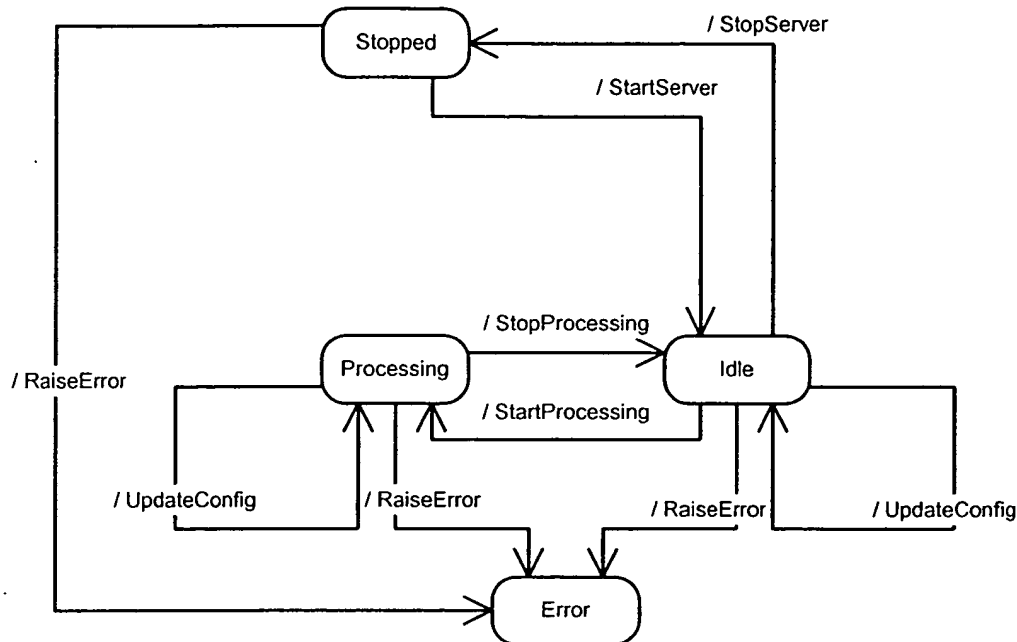 / StopServer
Stopped
/ StartServer
/ StopProcessing
Processing
Idle
/ RaiseError
/ StartProcessing
/ UpdateConfig
/ RaiseError
/ RaiseError
/ UpdateConfig
Error